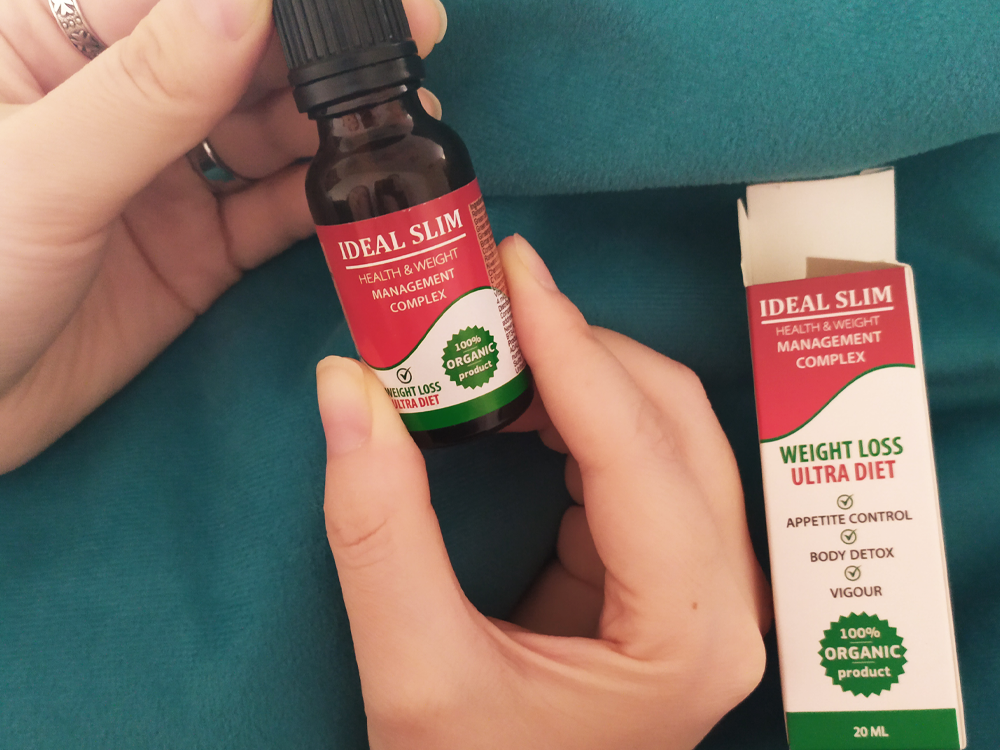 IDEAL SLIM
HEALTH & WEIGHT
MANAGEMENT
COMPLEX
100%
ORGANIC
product
WEIGHT LOSS
ULTRA DIET
IDEAL SLIM
HEALTH & WEIGHT
MANAGEMENT
COMPLEX
WEIGHT LOSS
ULTRA DIET
APPETITE CONTROL
BODY DETOX
VIGOUR
100%
ORGANIC
product
20 ML